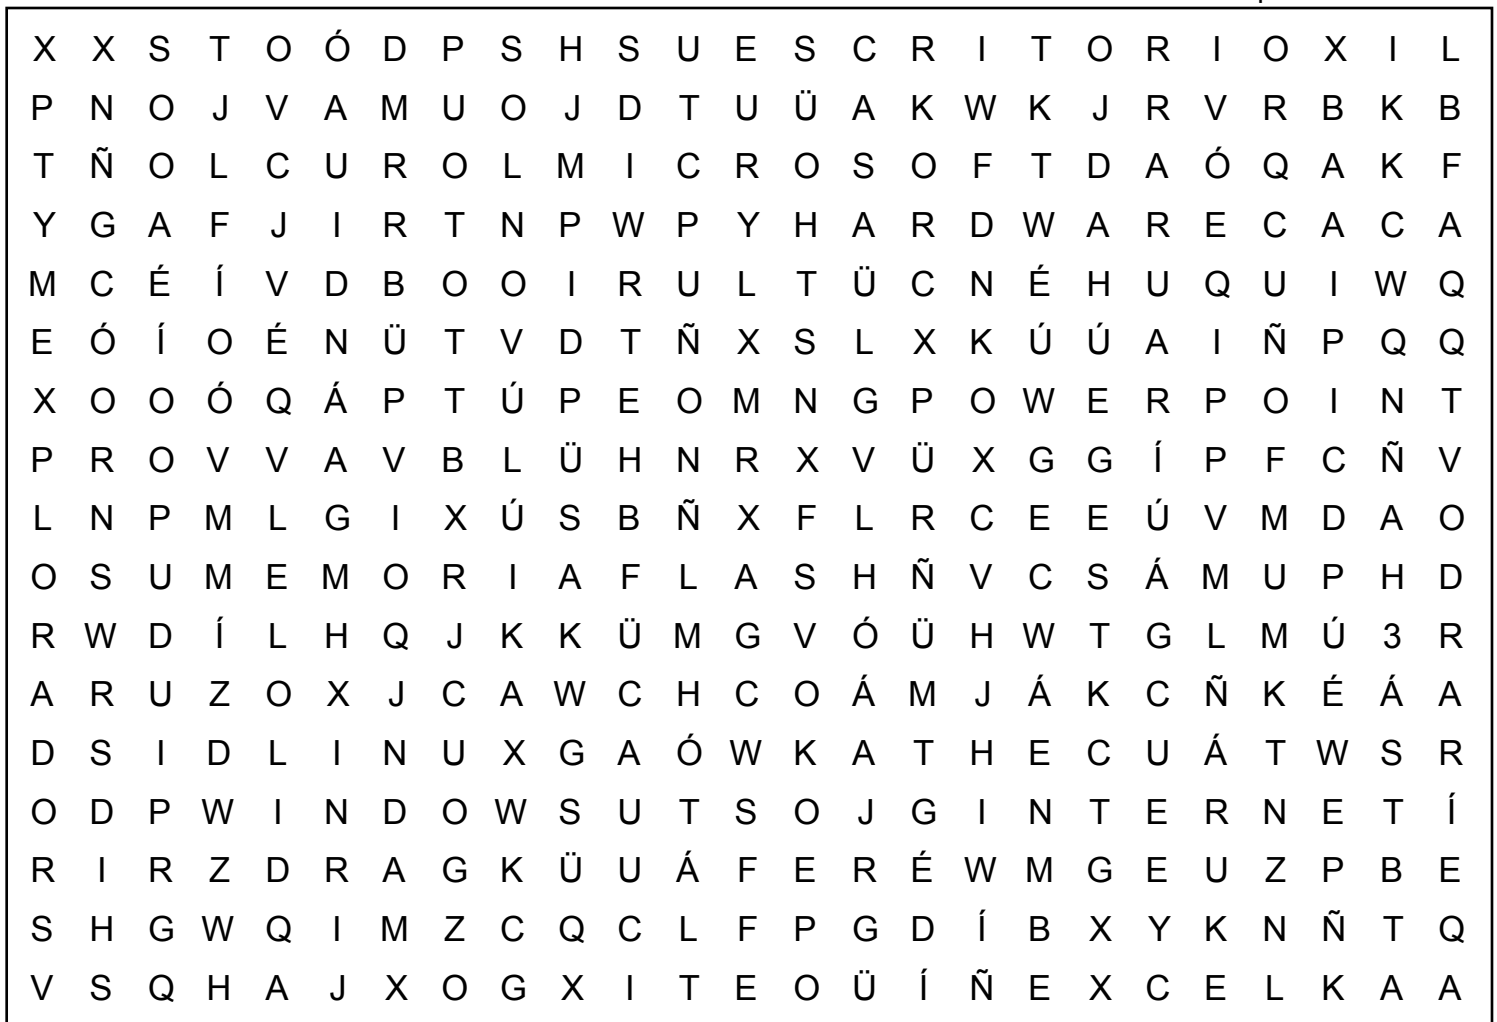 X X S T O Ó D P S H S U E S C R I T O R I O X I L
P N O J V A M U O J D T U Ü A K W K J R V R B K B
T Ñ O L C U R O L M I C R O S O F T D A Ó Q A K F
Y G A F J I R T N P W P Y H A R D W A R E C A C A
M C É Í V D B O O I R U L T Ü C N É H U Q U I W Q
E Ó Í O É N Ü T V D T Ñ X S L X K Ú Ú A I Ñ P Q Q
X O O Ó Q Á P T Ú P E O M N G P O W E R P O I N T
P R O V V A V B L Ü H N R X V Ü X G G Í P F C Ñ V
L N P M L G I X Ú S B Ñ X F L R C E E Ú V M D A O
O S U M E M O R I A F L A S H Ñ V C S Á M U P H D
R W D Í L H Q J K K Ü M G V Ó Ü H W T G L M Ú 3 R
A R U Z O X J C A W C H C O Á M J Á K C Ñ K É Á A
D S I D L I N U X G A Ó W K A T H E C U Á T W S R
O D P W I N D O W S U T S O J G I N T E R N E T Í
R I R Z D R A G K Ü U Á F E R É W M G E U Z P B E
S H G W Q I M Z C Q C L F P G D Í B X Y K N Ñ T Q
V S Q H A J X O G X I T E O Ü Í Ñ E X C E L K A A